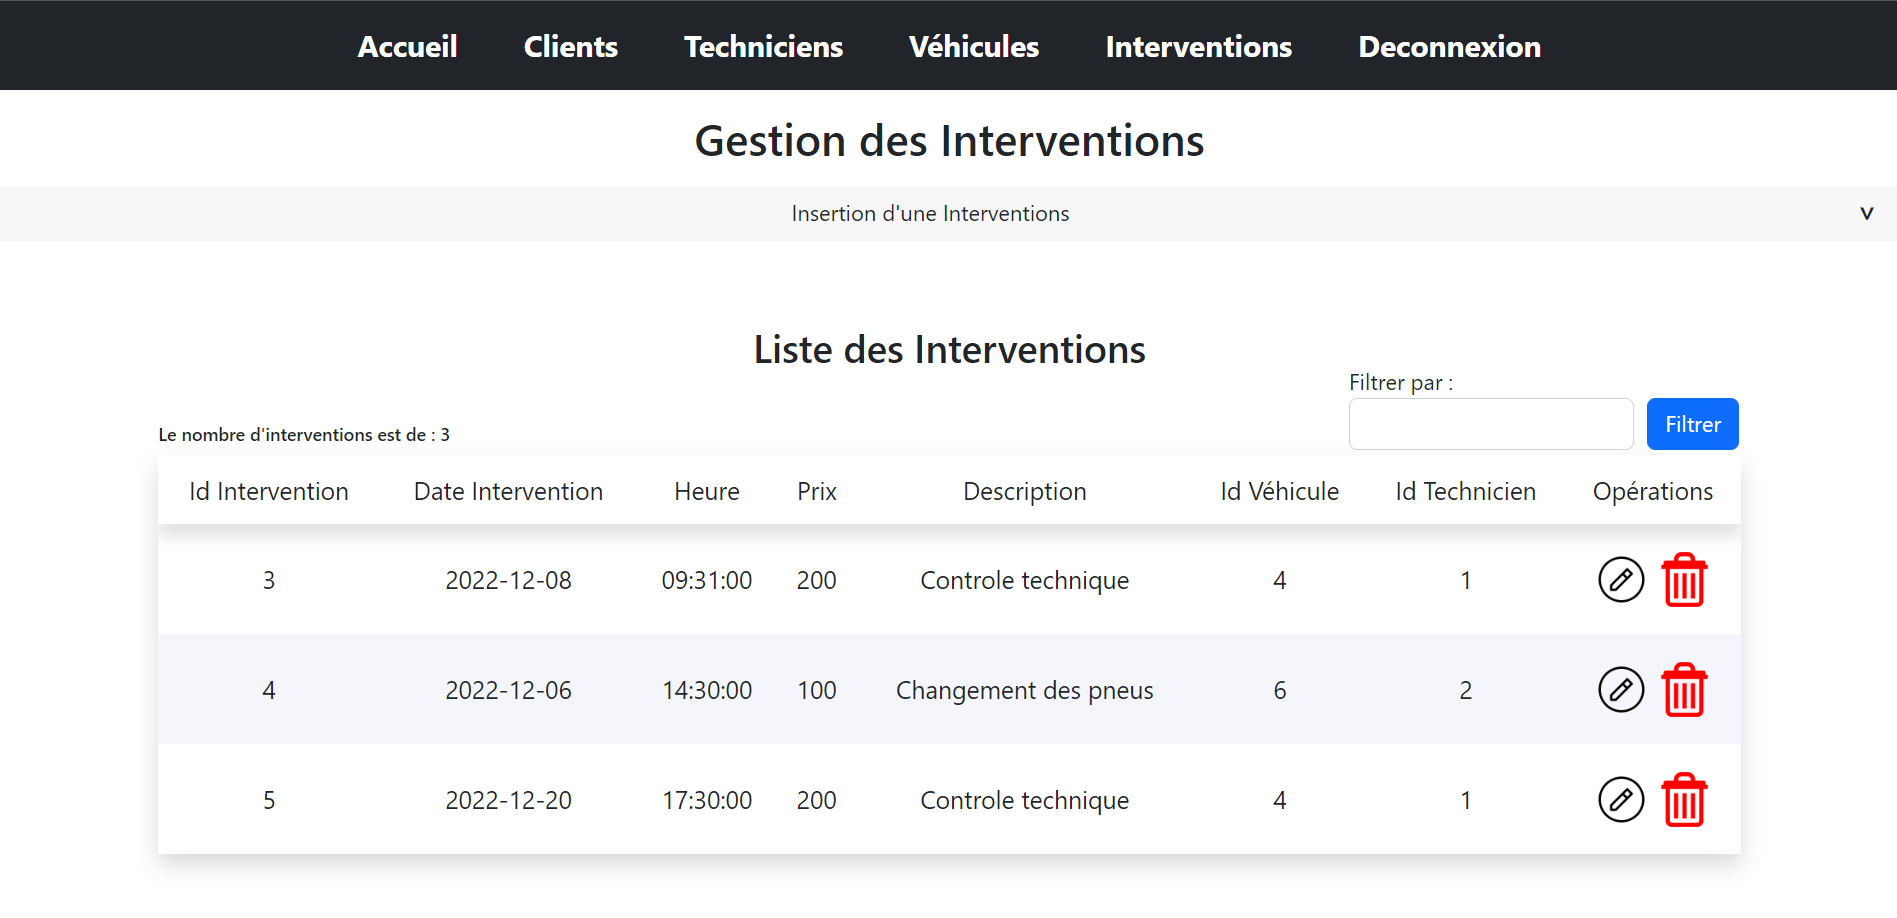 Accueil Clients Techniciens Véhicules Interventions Deconnexion
Gestion des Interventions
Insertion d'une Interventions v
Liste des Interventions
Filtrer par :
Le nombre d'interventions est de : 3 Filtrer
Id Intervention Date Intervention Heure Prix Description Id Véhicule Id Technicien Opérations
3 2022-12-08 09:31:00 200 Controle technique 4 1
4 2022-12-06 14:30:00 100 Changement des pneus 6 2
5 2022-12-20 17:30:00 200 Controle technique 4 1